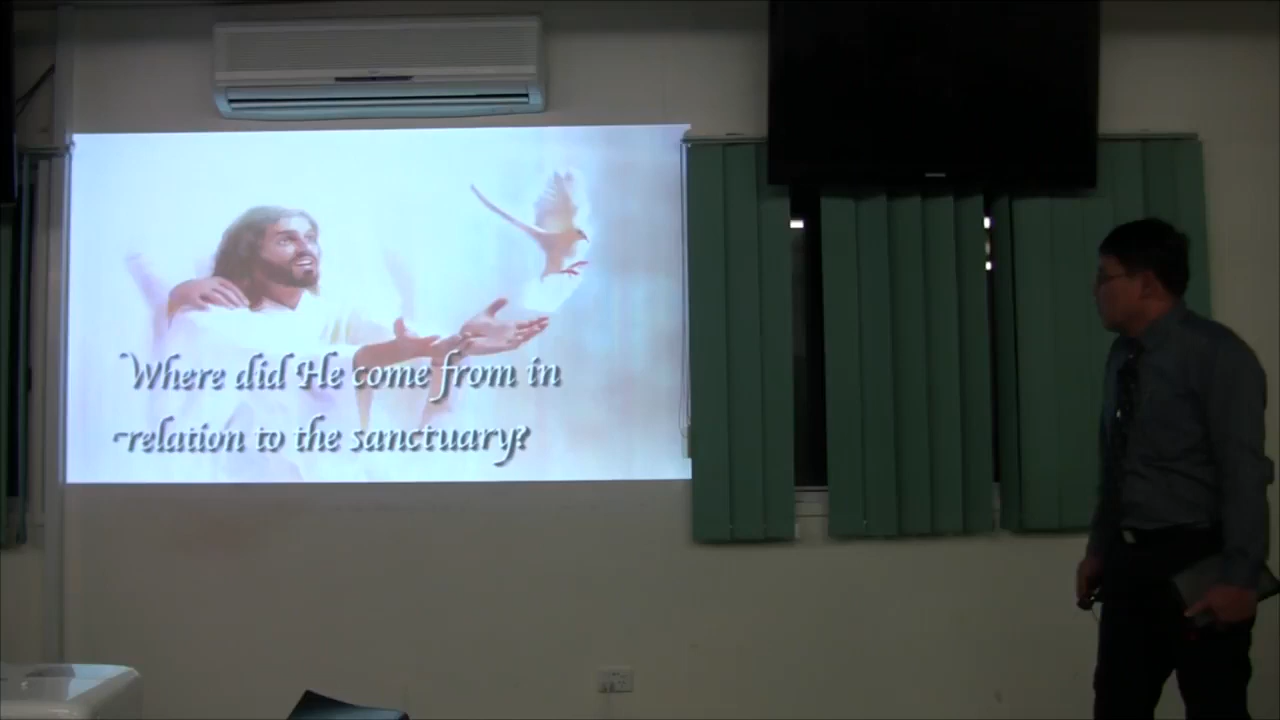 Where did He come from in
relation to the sanctuary?